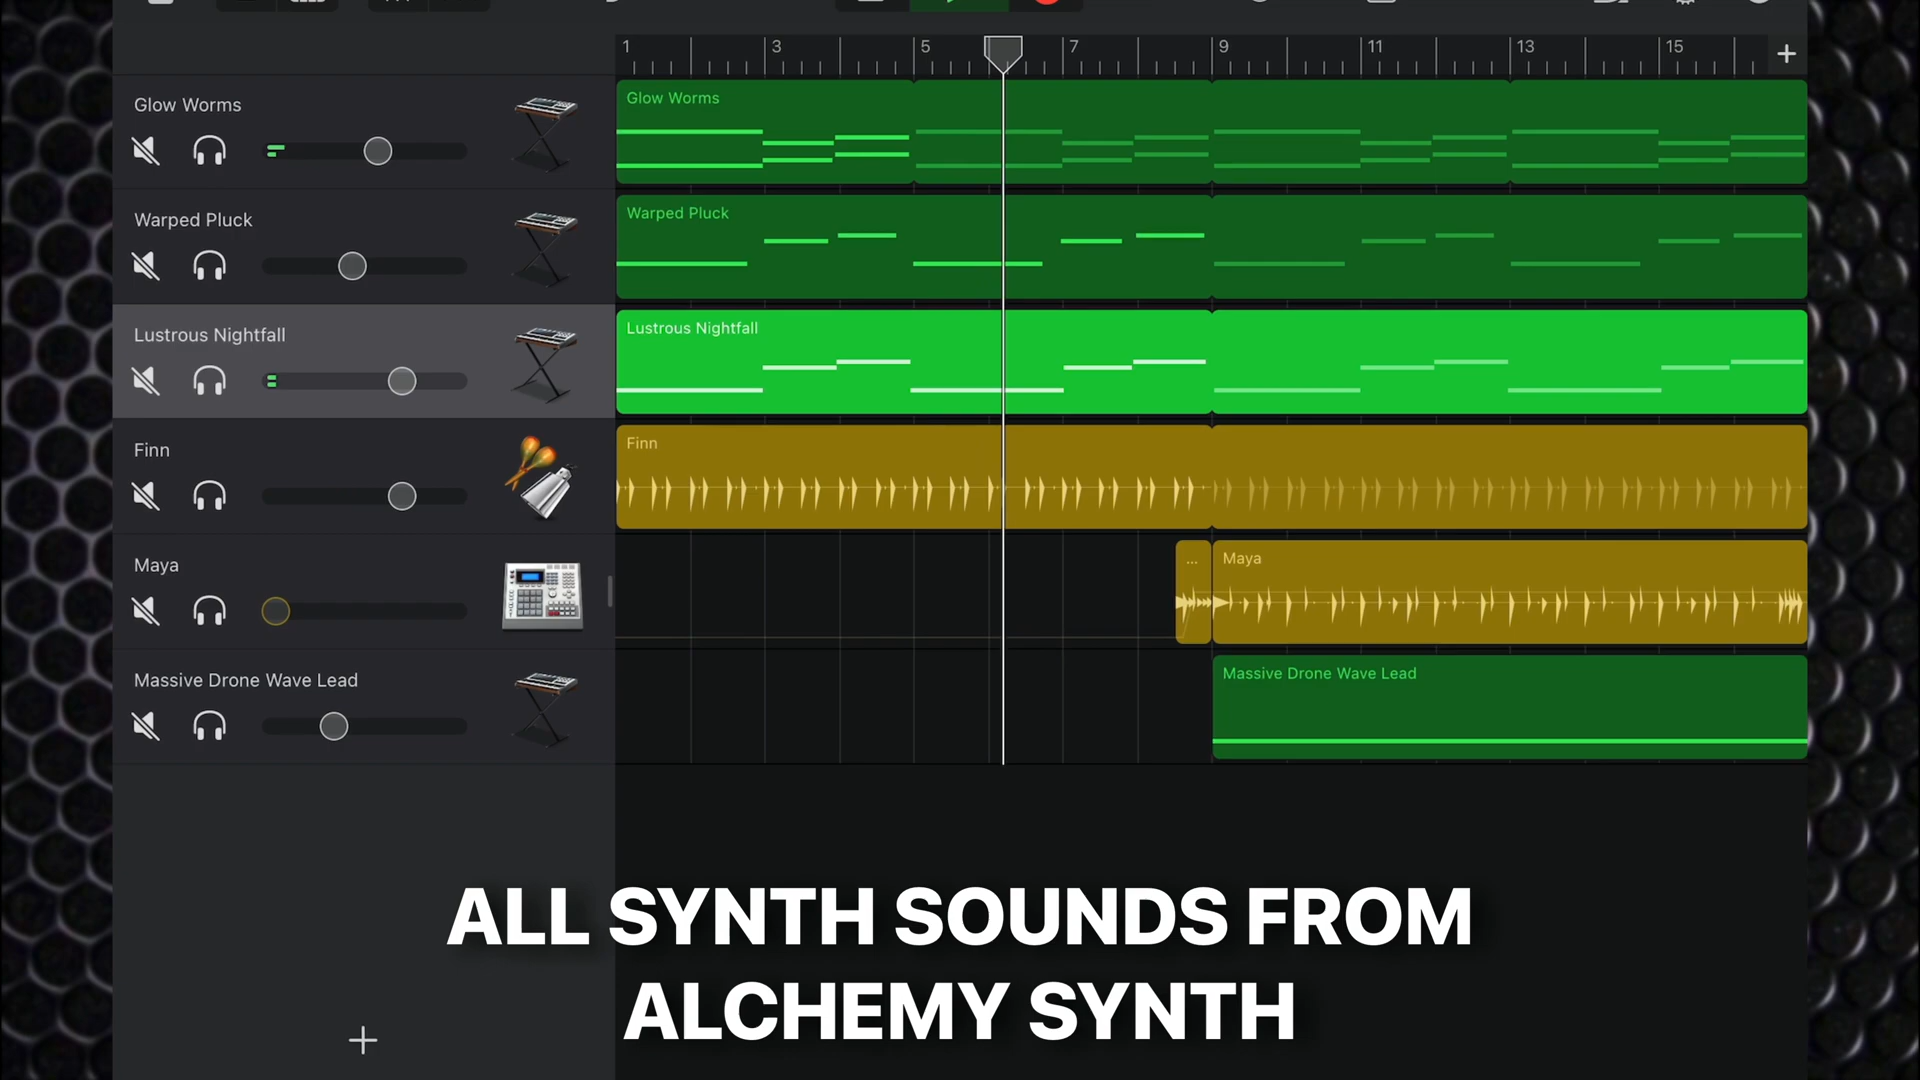 1 3 5 7 9 11 13 15
Glow Worms
Glow Worms
Warped Pluck
Warped Pluck
Lustrous Nightfall
Lustrous Nightfall
Finn
Finn
Maya
... Maya
Massive Drone Wave Lead
Massive Drone Wave Lead
ALL SYNTH SOUNDS FROM
ALCHEMY SYNTH